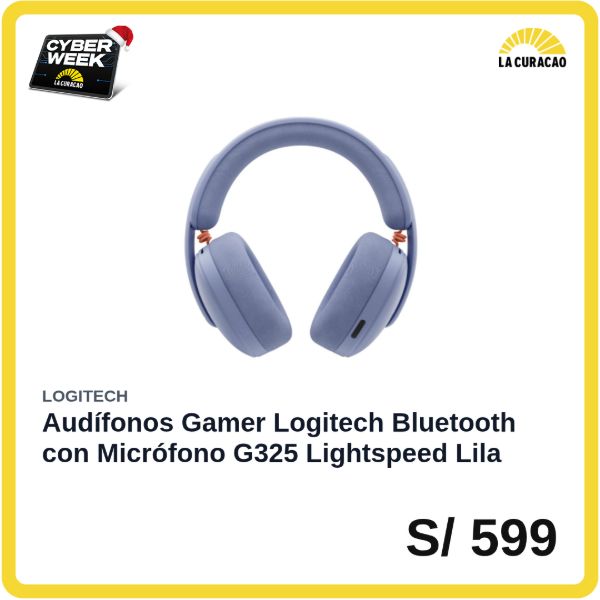 CYBER
WEEK
LA CURACAO
LA CURACAO
LOGITECH
Audífonos Gamer Logitech Bluetooth
con Micrófono G325 Lightspeed Lila
S/ 599